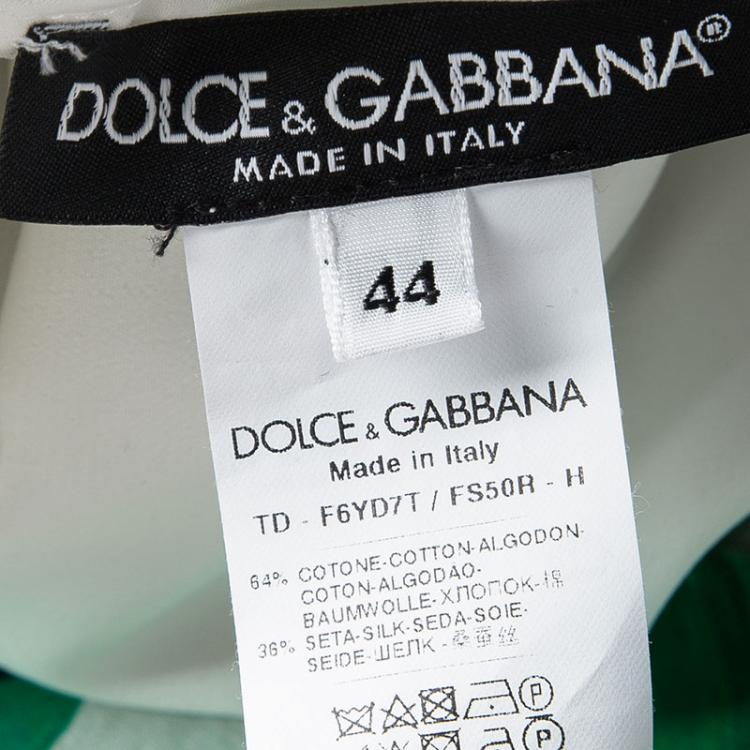 DOLCE & GABBANA
MADE IN ITALY
44
DOLCE & GABBANA
Made in Italy
TD - F6YD7T / FS50R - H
64% COTONE-COTTON-ALGODON-
COTON-ALGODAO-
BAUMWOLLE-ХЛОПОК-棉
36% SETA-SILK-SEDA-SOIE-
SEIDE-ШЕЛК - 桑蚕丝
P
P